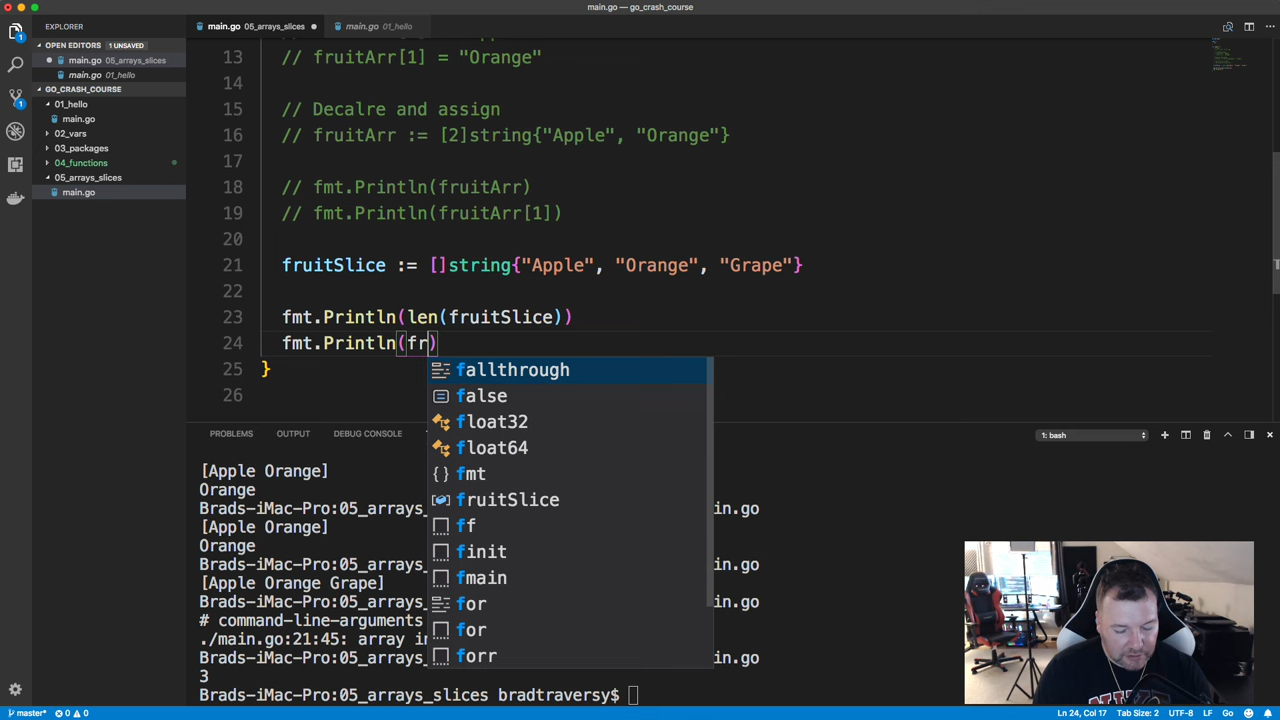 main.go — go_crash_course
EXPLORER
main.go 05_arrays_slices
main.go 01_hello
OPEN EDITORS 1 UNSAVED
main.go 05_arrays_slices
main.go 01_hello
GO_CRASH_COURSE
01_hello
main.go
02_vars
03_packages
04_functions
05_arrays_slices
main.go
13 // fruitArr[1] = "Orange"
14
15 // Decalre and assign
16 // fruitArr := [2]string{"Apple", "Orange"}
17
18 // fmt.Println(fruitArr)
19 // fmt.Println(fruitArr[1])
20
21 fruitSlice := []string{"Apple", "Orange", "Grape"}
22
23 fmt.Println(len(fruitSlice))
24 fmt.Println(fr)
25 }
26
fallthrough
false
float32
float64
fmt
fruitSlice
ff
finit
fmain
for
for
forr
PROBLEMS OUTPUT DEBUG CONSOLE
1: bash
[Apple Orange]
Orange
Brads-iMac-Pro:05_arrays_ in.go
[Apple Orange]
Orange
Brads-iMac-Pro:05_arrays_ in.go
[Apple Orange Grape]
Brads-iMac-Pro:05_arrays_ in.go
# command-line-arguments
./main.go:21:45: array in
Brads-iMac-Pro:05_arrays_ in.go
3
Brads-iMac-Pro:05_arrays_slices bradtraversy$
master* 0 0
Ln 24, Col 17 Tab Size: 2 UTF-8 LF Go